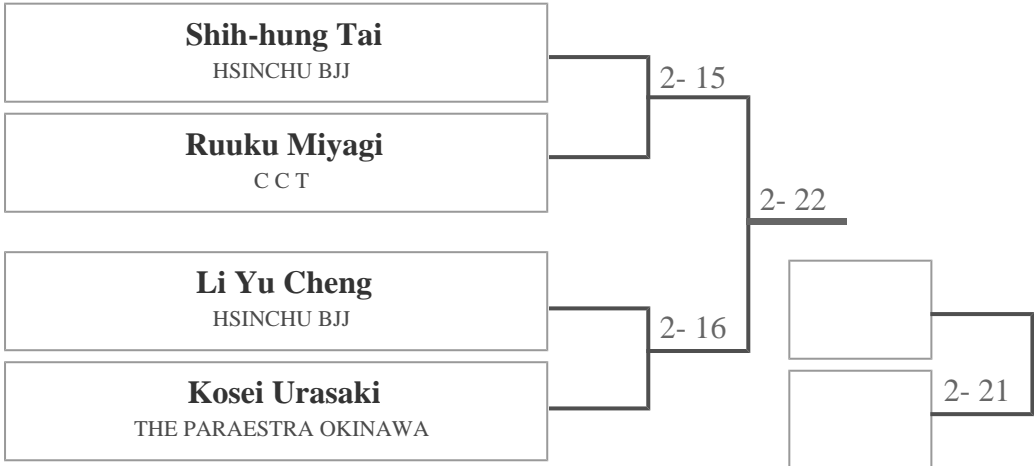 Shih-hung Tai
HSINCHU BJJ
2- 15
Ruuku Miyagi
C C T
2- 22
Li Yu Cheng
HSINCHU BJJ
2- 16
Kosei Urasaki
THE PARAESTRA OKINAWA
2- 21